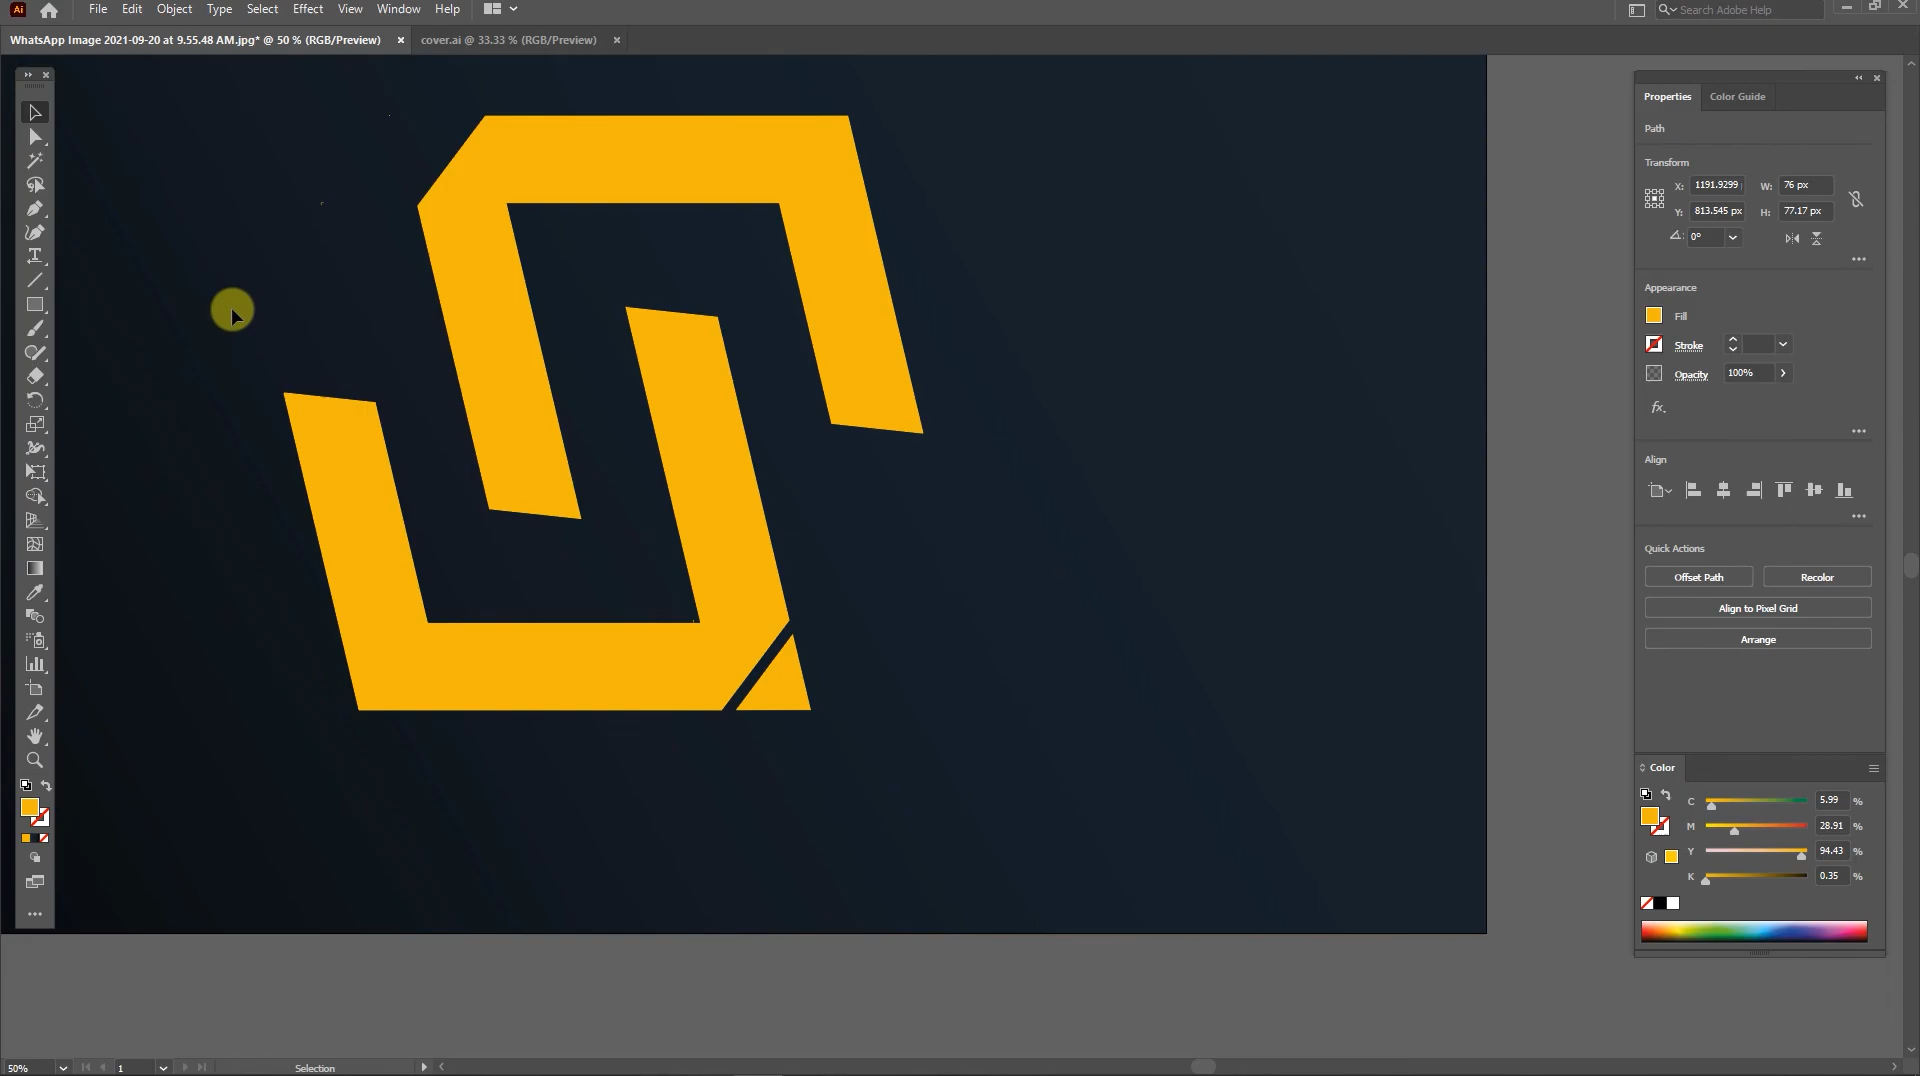 Ai File Edit Object Type Select Effect View Window Help Search Adobe Help
WhatsApp Image 2021-09-20 at 9.55.48 AM.jpg* @ 50 % (RGB/Preview) × cover.ai @ 33.33 % (RGB/Preview) ×
Properties Color Guide
Path
Transform
X: 1191.9299 W: 76 px
Y: 813.545 px H: 77.17 px
0°
Appearance
Fill
Stroke
Opacity 100%
fx.
Align
Quick Actions
Offset Path Recolor
Align to Pixel Grid
Arrange
Color
C 5.99 %
M 28.91 %
Y 94.43 %
K 0.35 %
50% 1 Selection